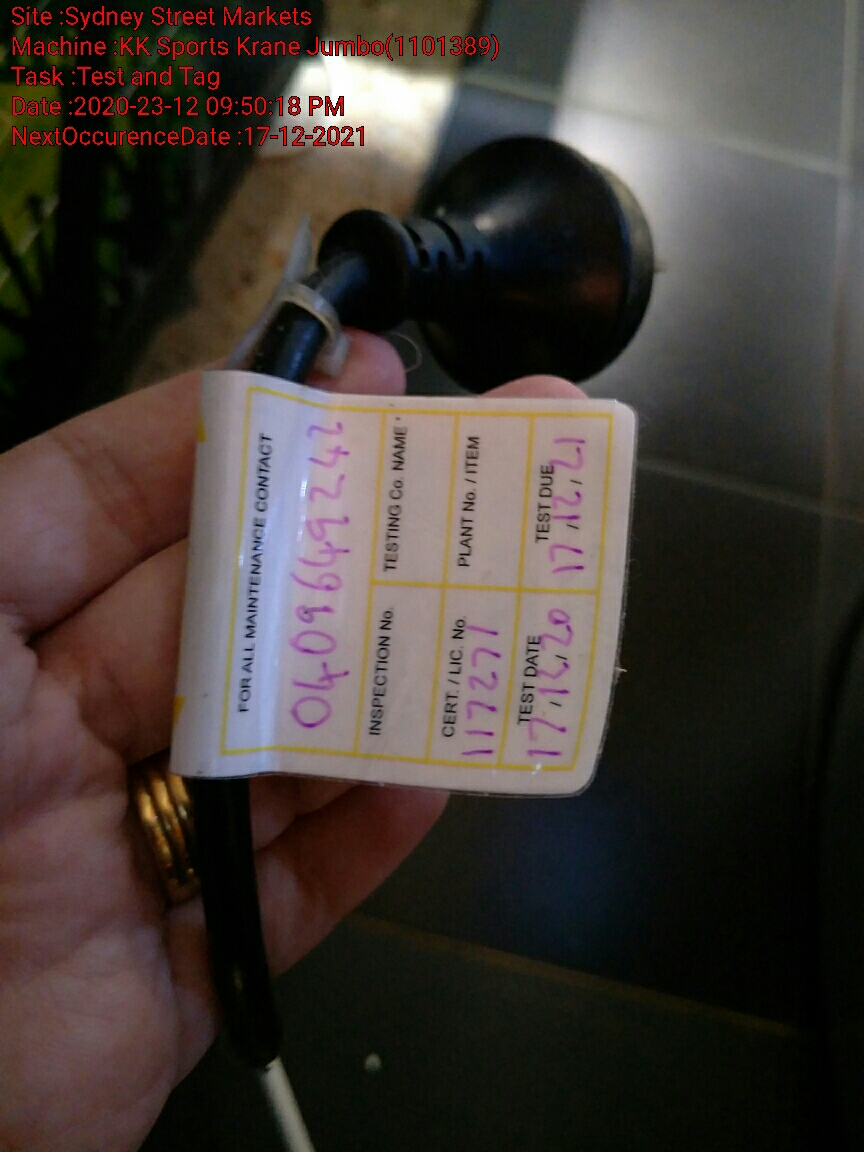 Site :Sydney Street Markets
Machine :KK Sports Krane Jumbo(1101389)
Task :Test and Tag
Date :2020-23-12 09:50:18 PM
NextOccurenceDate :17-12-2021
FOR ALL MAINTENANCE CONTACT
0409649242
INSPECTION No.
TESTING Co. NAME
CERT. / LIC. No.
117271
PLANT No. / ITEM
TEST DATE
17/12/20
TEST DUE
17/12/21